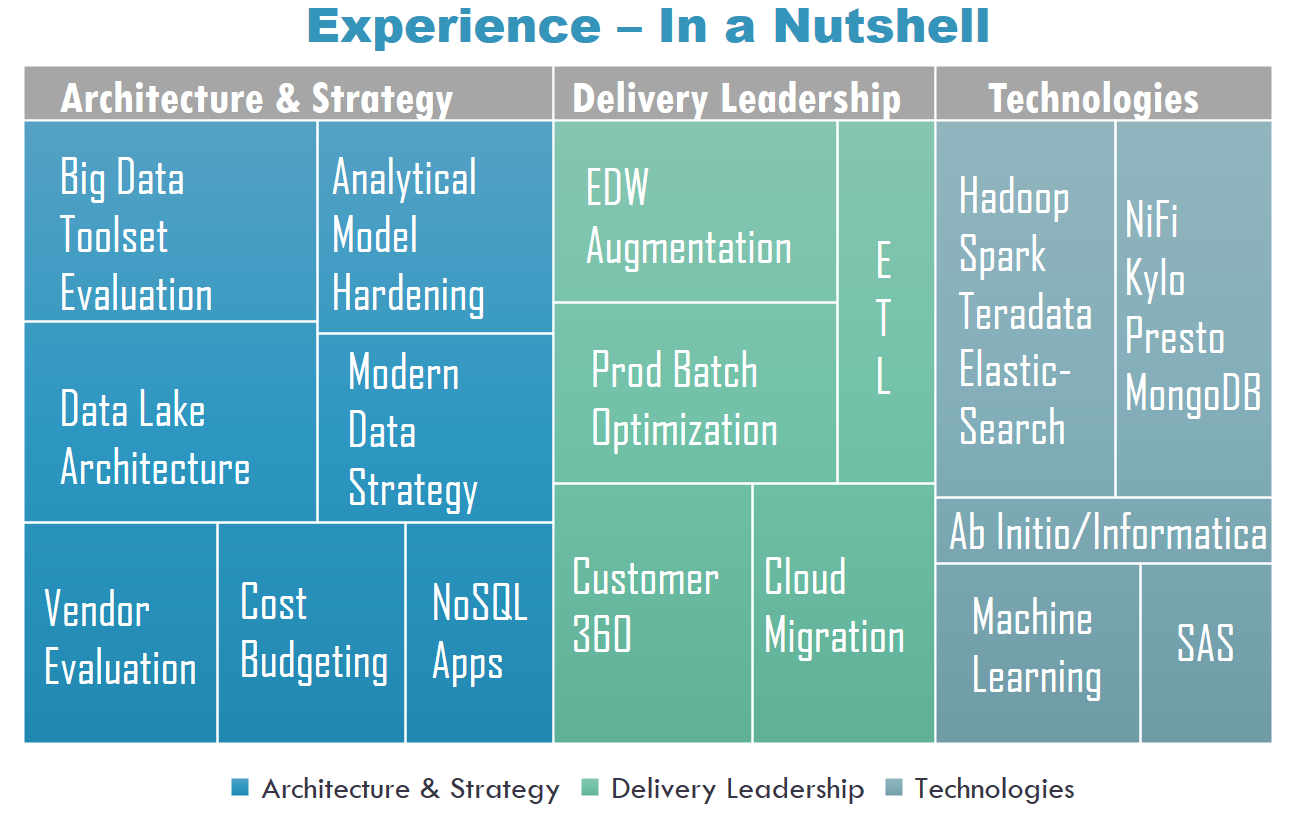 Experience – In a Nutshell
Architecture & Strategy
Big Data
Toolset
Evaluation
Analytical
Model
Hardening
Data Lake
Architecture
Modern
Data
Strategy
Vendor
Evaluation
Cost
Budgeting
NoSQL
Apps
Delivery Leadership
EDW
Augmentation
E
T
L
Prod Batch
Optimization
Customer
360
Cloud
Migration
Technologies
Hadoop
Spark
Teradata
Elastic-
Search
NiFi
Kylo
Presto
MongoDB
Ab Initio/Informatica
Machine
Learning
SAS
Architecture & Strategy
Delivery Leadership
Technologies